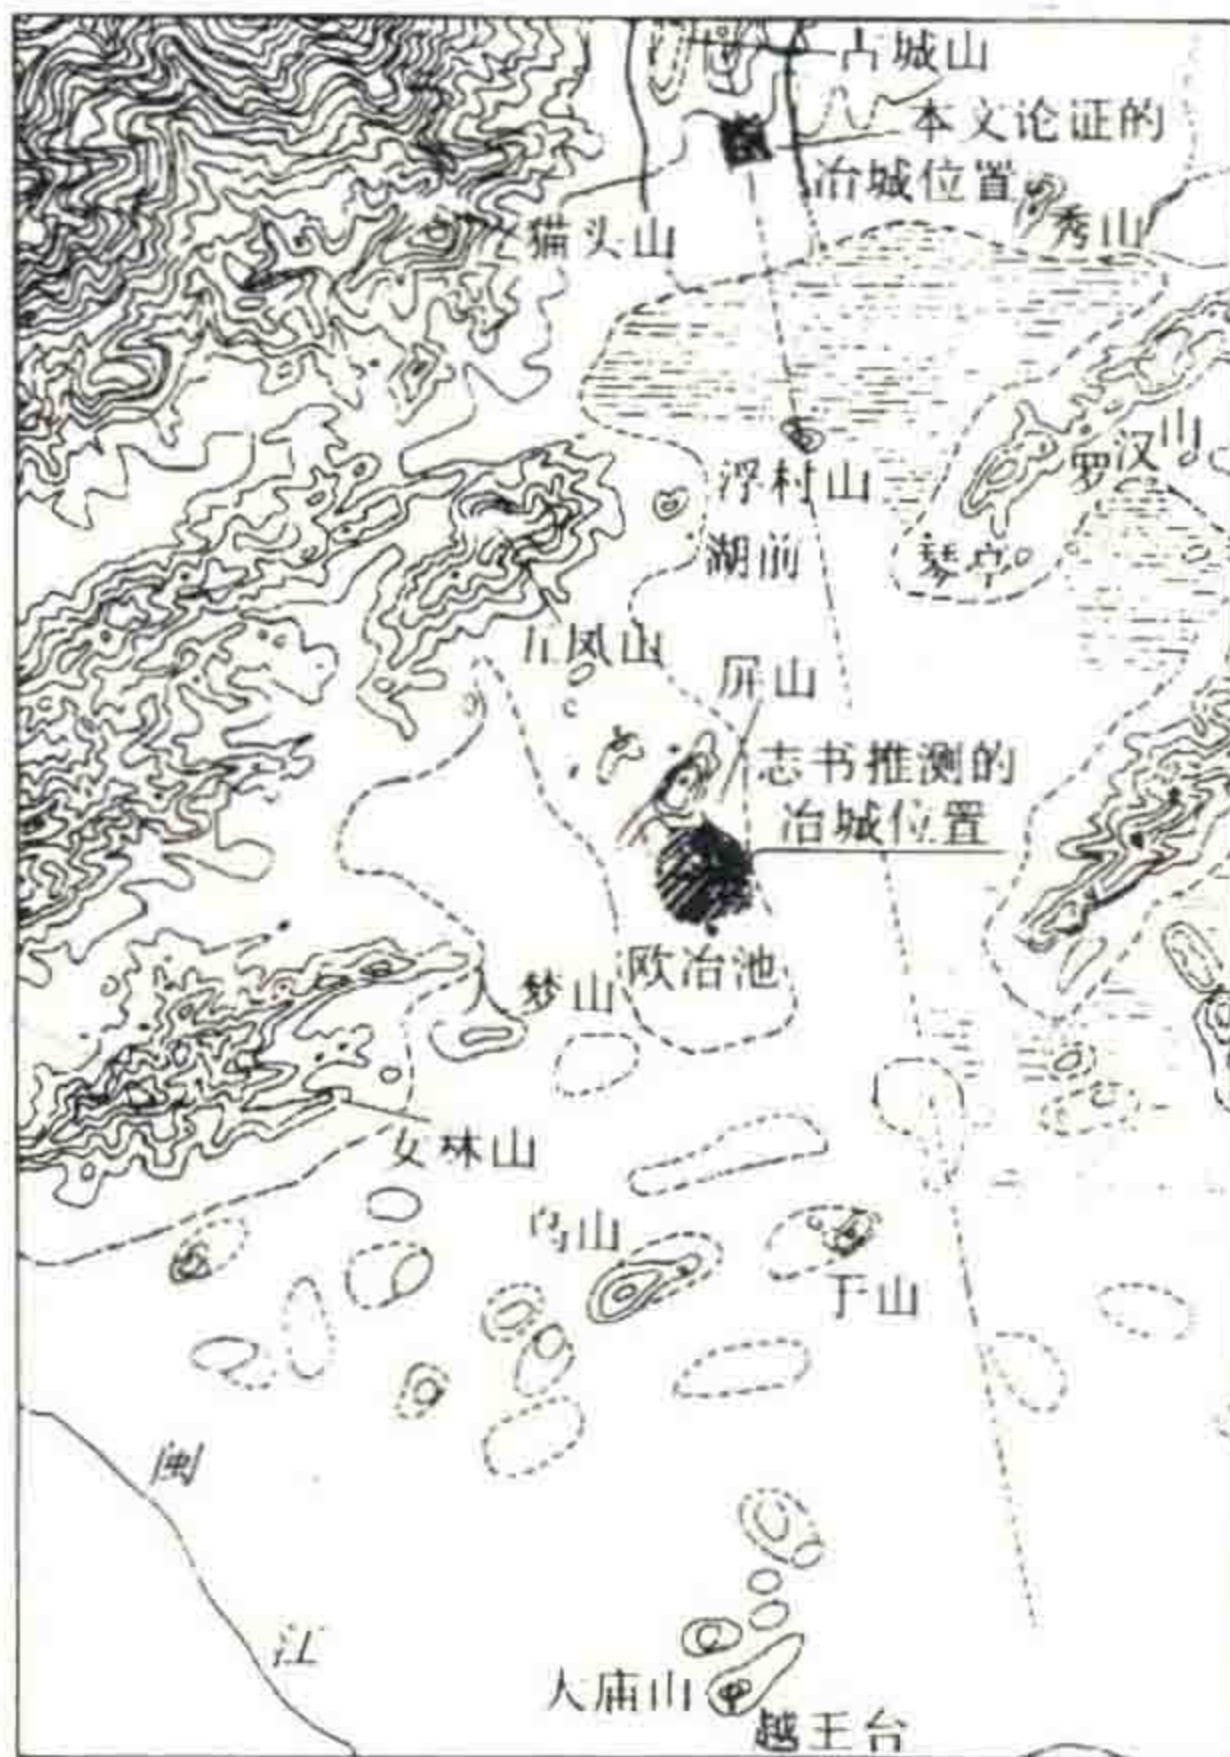 古城山
本文论证的
冶城位置
秀山
猫头山
罗汉山
浮村山
湖前
琴亭
五凤山
屏山
志书推测的
冶城位置
欧冶池
梦山
女林山
乌山
于山
闽
江
大庙山
越王台